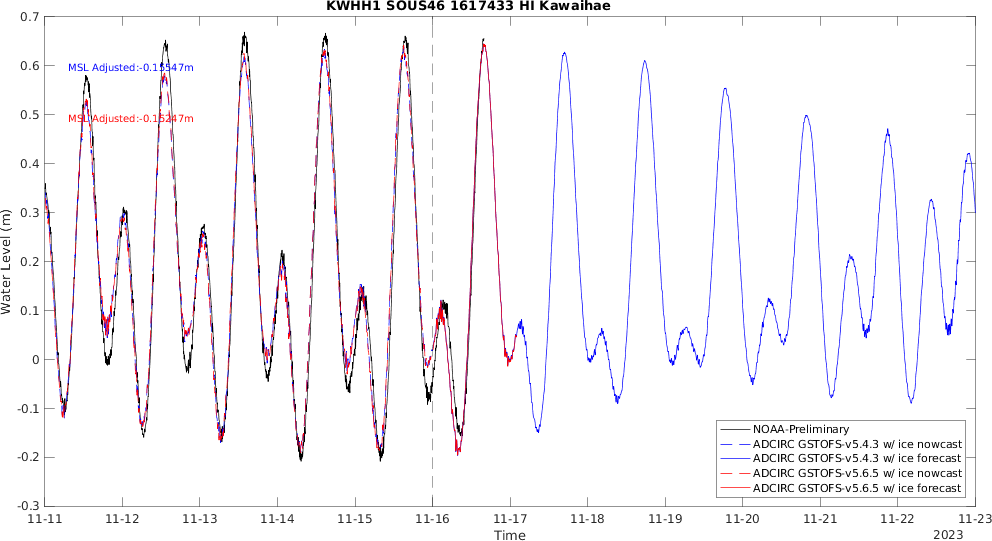 KWHH1 SOUS46 1617433 HI Kawaihae
0.7
0.6
0.5
0.4
0.3
0.2
0.1
0
-0.1
-0.2
-0.3
Water Level (m)
MSL Adjusted:-0.15547m
MSL Adjusted:-0.15247m
NOAA-Preliminary
ADCIRC GSTOFS-v5.4.3 w/ ice nowcast
ADCIRC GSTOFS-v5.4.3 w/ ice forecast
ADCIRC GSTOFS-v5.6.5 w/ ice nowcast
ADCIRC GSTOFS-v5.6.5 w/ ice forecast
11-11 11-12 11-13 11-14 11-15 11-16 11-17 11-18 11-19 11-20 11-21 11-22 11-23
Time
2023